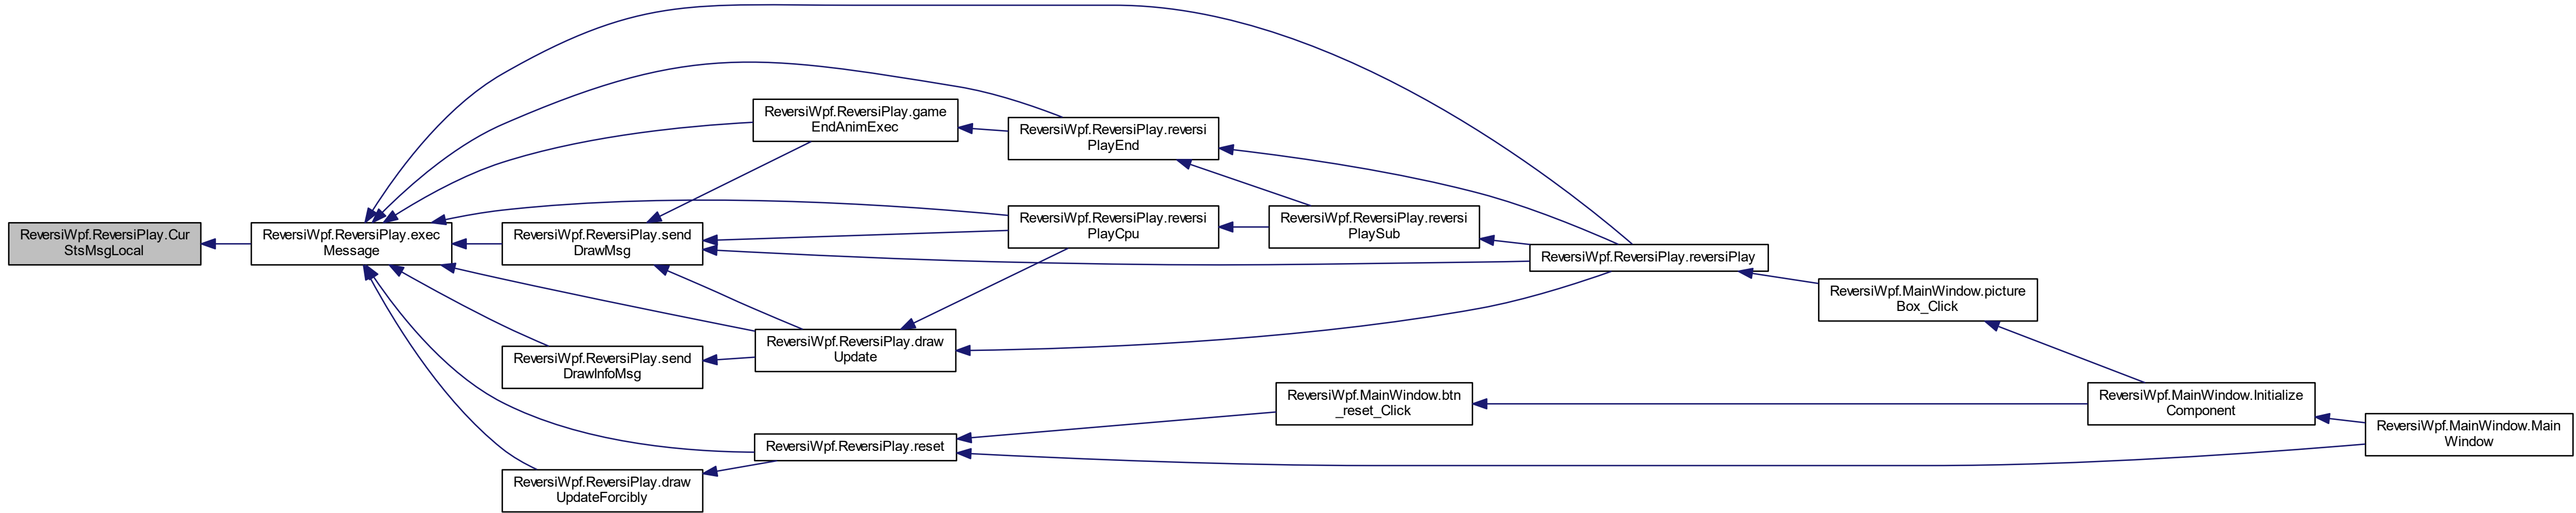 ReversiWpf.ReversiPlay.Cur
StsMsgLocal
ReversiWpf.ReversiPlay.exec
Message
ReversiWpf.ReversiPlay.game
EndAnimExec
ReversiWpf.ReversiPlay.reversi
PlayEnd
ReversiWpf.ReversiPlay.send
DrawMsg
ReversiWpf.ReversiPlay.reversi
PlayCpu
ReversiWpf.ReversiPlay.reversi
PlaySub
ReversiWpf.ReversiPlay.reversiPlay
ReversiWpf.MainWindow.picture
Box_Click
ReversiWpf.ReversiPlay.draw
Update
ReversiWpf.ReversiPlay.send
DrawInfoMsg
ReversiWpf.MainWindow.btn
_reset_Click
ReversiWpf.MainWindow.Initialize
Component
ReversiWpf.MainWindow.Main
Window
ReversiWpf.ReversiPlay.reset
ReversiWpf.ReversiPlay.draw
UpdateForcibly